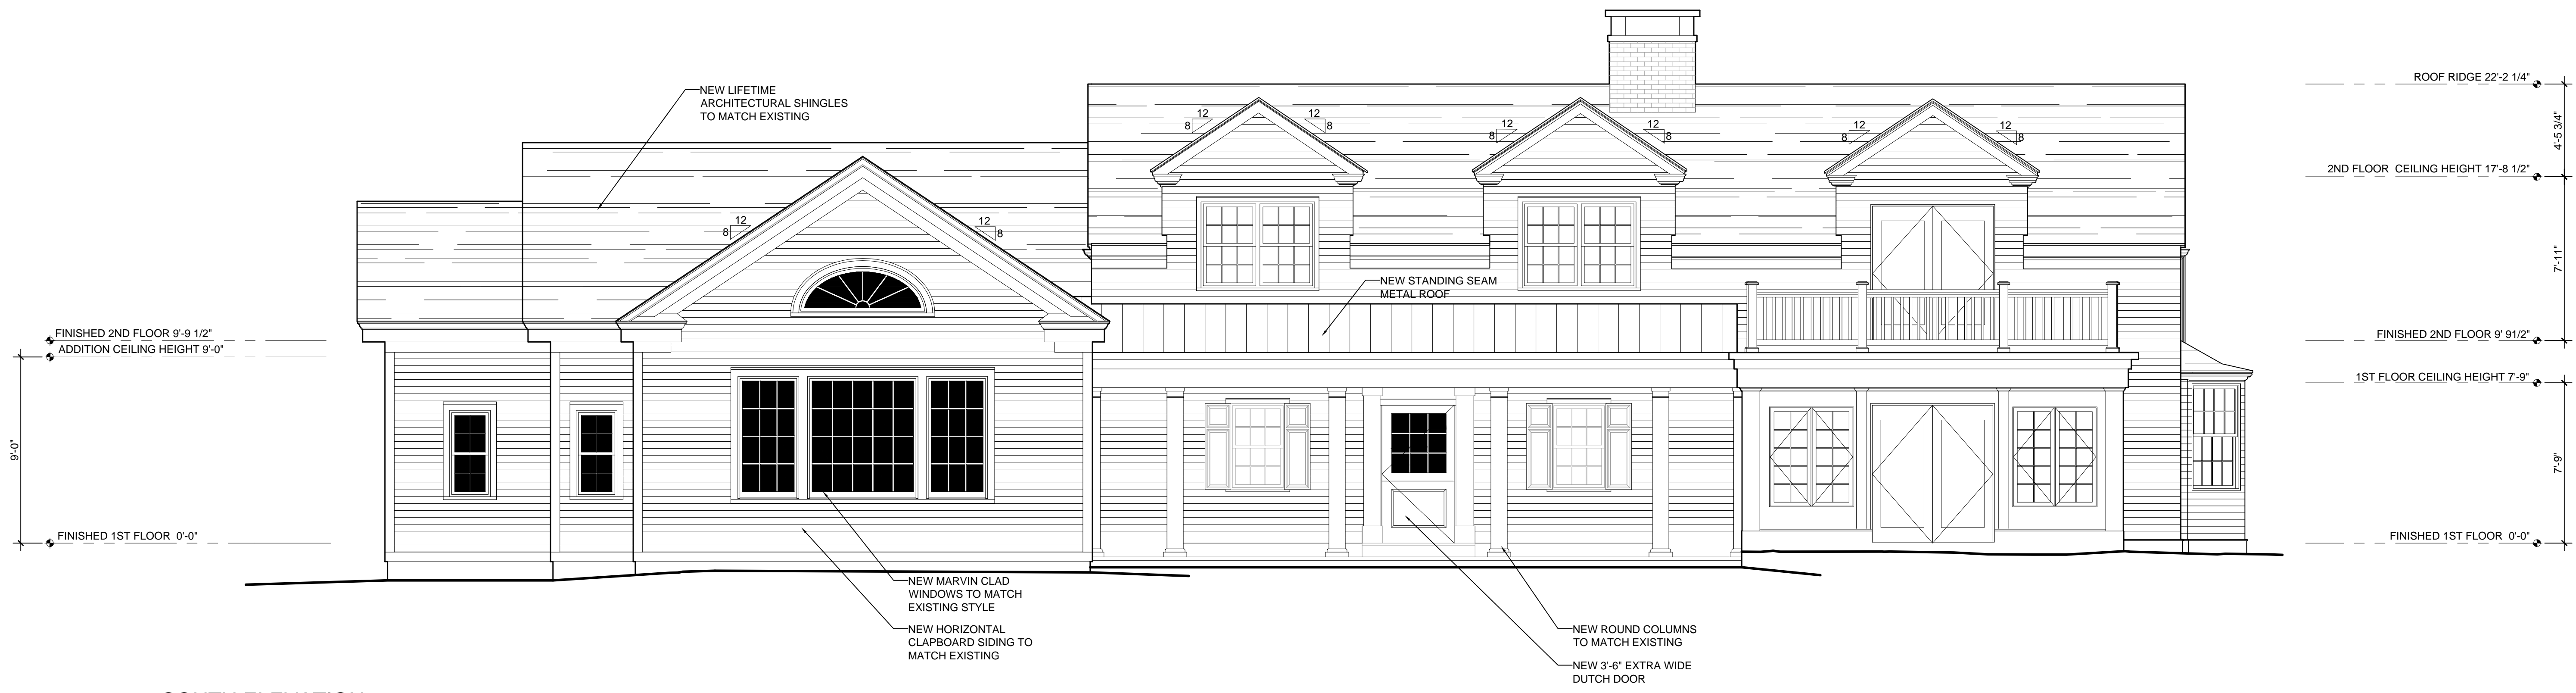 NEW LIFETIME
ARCHITECTURAL SHINGLES
TO MATCH EXISTING
12
8
12
8
12
8
12
8
12
8
12
8
12
8
12
8
ROOF RIDGE 22'-2 1/4"
4'-5 3/4"
2ND FLOOR  CEILING HEIGHT 17'-8 1/2"
7'-11"
NEW STANDING SEAM
METAL ROOF
FINISHED 2ND FLOOR 9'-9 1/2"
ADDITION CEILING HEIGHT 9'-0"
FINISHED 2ND FLOOR 9' 91/2"
1ST FLOOR CEILING HEIGHT 7'-9"
9'-0"
7'-9"
FINISHED 1ST FLOOR  0'-0"
FINISHED 1ST FLOOR  0'-0"
NEW MARVIN CLAD
WINDOWS TO MATCH
EXISTING STYLE
NEW HORIZONTAL
CLAPBOARD SIDING TO
MATCH EXISTING
NEW ROUND COLUMNS
TO MATCH EXISTING
NEW 3'-6" EXTRA WIDE
DUTCH DOOR